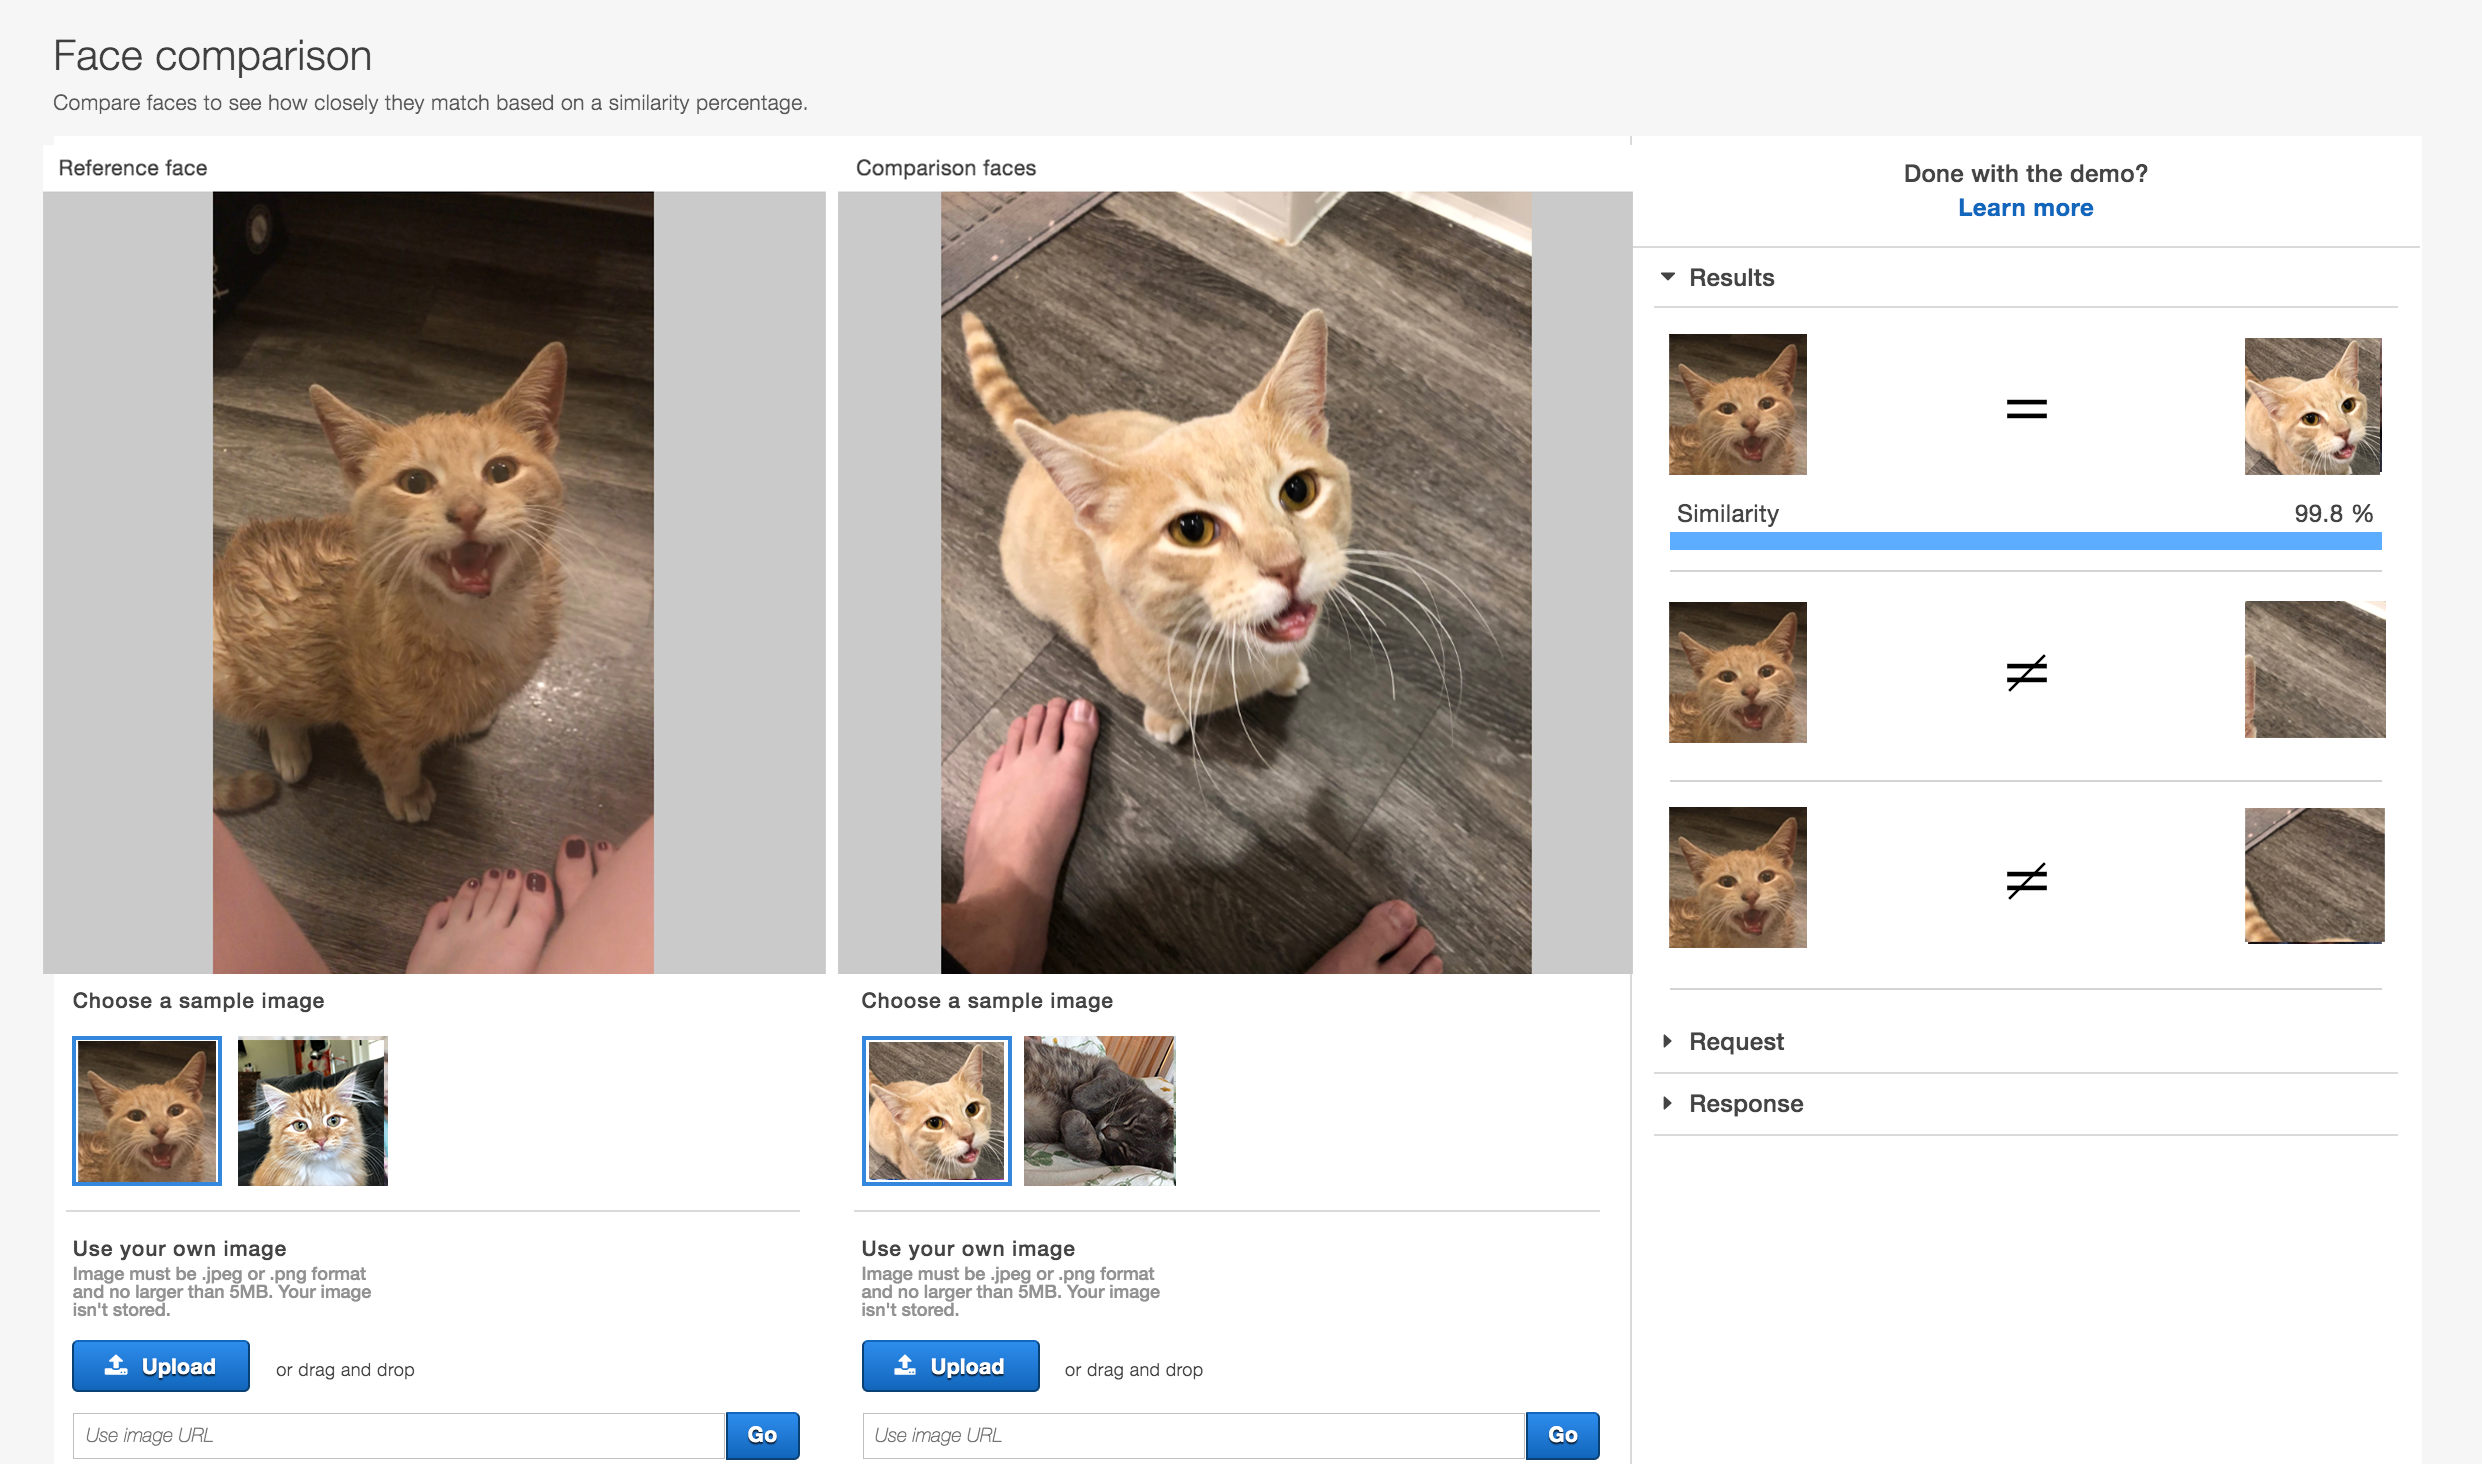 Face comparison
Compare faces to see how closely they match based on a similarity percentage.
Reference face
Comparison faces
Choose a sample image
Choose a sample image
Use your own image
Image must be .jpeg or .png format
and no larger than 5MB. Your image
isn't stored.
Upload
or drag and drop
Use image URL
Go
Use your own image
Image must be .jpeg or .png format
and no larger than 5MB. Your image
isn't stored.
Upload
or drag and drop
Use image URL
Go
Done with the demo?
Learn more
Results
=
Similarity 99.8 %
≠
≠
Request
Response